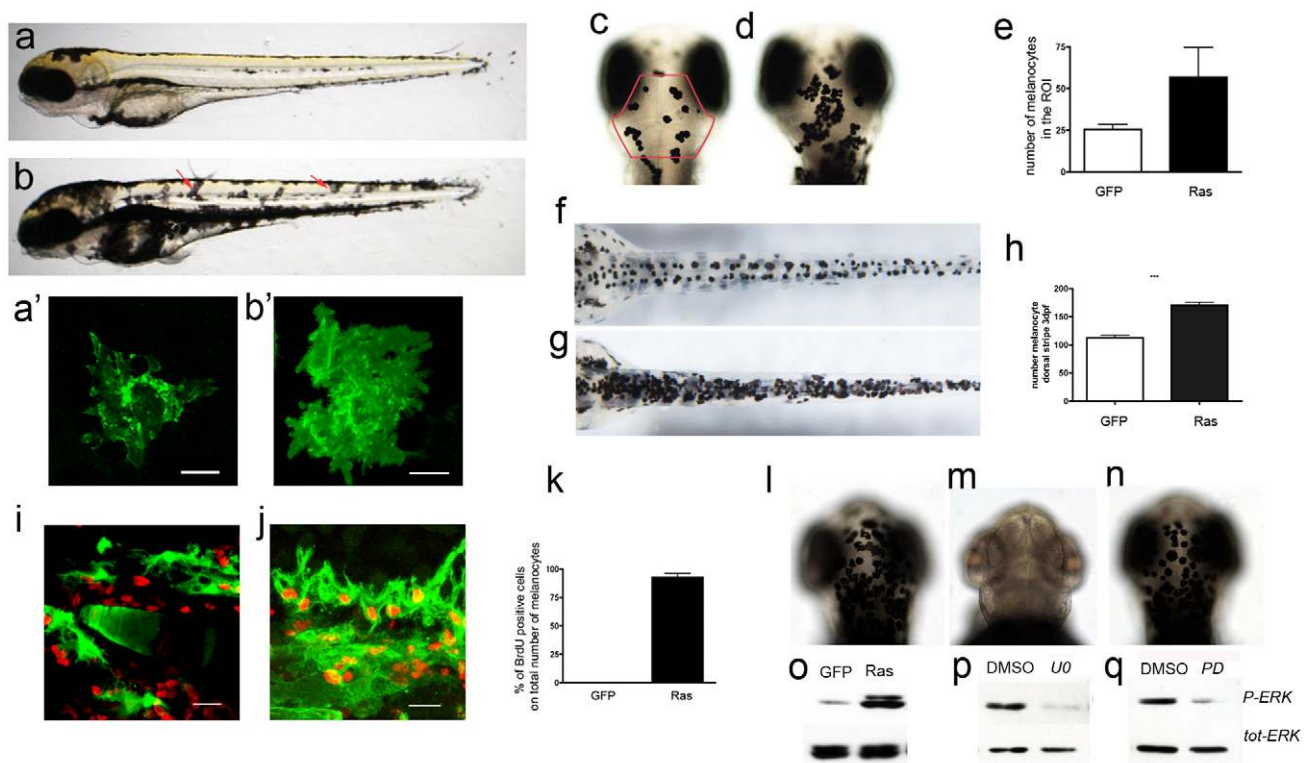 a
b
a'
b'
c
d
e
number of melanocytes
in the ROI
75
50
25
0
GFP Ras
f
g
h
number melanocyte
dorsal stripe 3dpf
200
150
100
50
0
***
GFP Ras
i
j
k
% of BrdU positive cells
on total number of melanocytes
100
75
50
25
0
GFP Ras
l
m
n
o
GFP Ras
p
DMSO U0
q
DMSO PD
P-ERK
tot-ERK